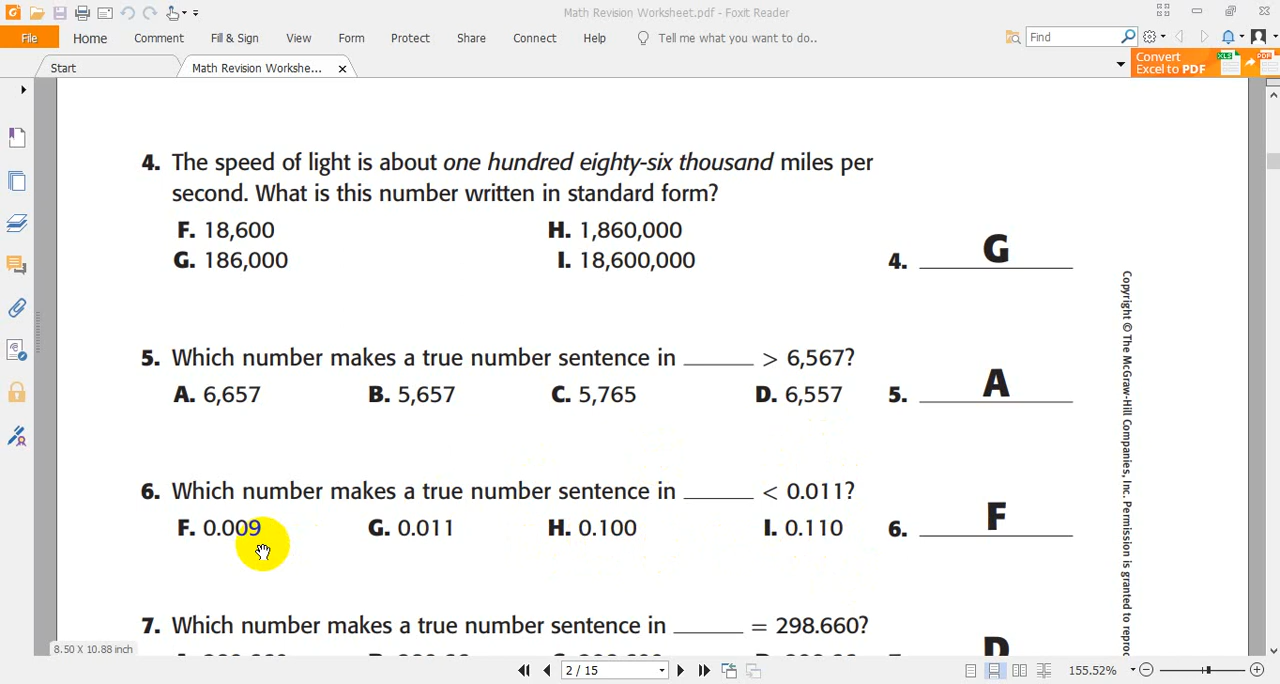 Math Revision Worksheet.pdf - Foxit Reader
File Home Comment Fill & Sign View Form Protect Share Connect Help Tell me what you want to do.. Find
Start Math Revision Workshe... Convert Excel to PDF
4. The speed of light is about one hundred eighty-six thousand miles per
second. What is this number written in standard form?
F. 18,600 H. 1,860,000
G. 186,000 I. 18,600,000 4. G
5. Which number makes a true number sentence in ______ > 6,567?
A. 6,657 B. 5,657 C. 5,765 D. 6,557 5. A
6. Which number makes a true number sentence in ______ < 0.011?
F. 0.009 G. 0.011 H. 0.100 I. 0.110 6. F
7. Which number makes a true number sentence in ______ = 298.660?
D
Copyright © The McGraw-Hill Companies, Inc. Permission is granted to reproc
8.50 X 10.88 inch
2 / 15 155.52%